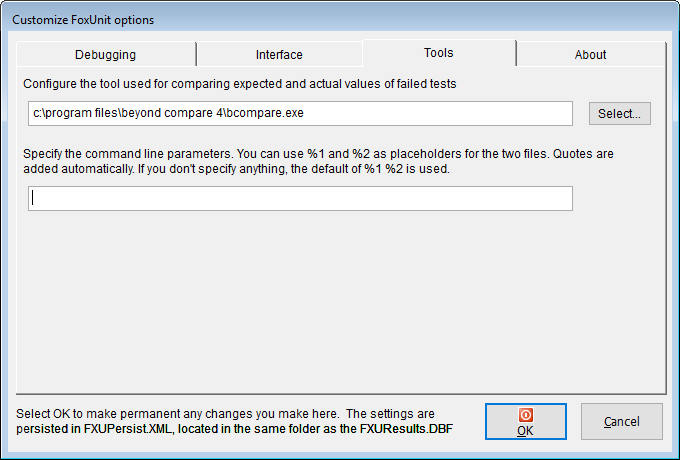 Customize FoxUnit options
Debugging
Interface
Tools
About
Configure the tool used for comparing expected and actual values of failed tests
c:\program files\beyond compare 4\bcompare.exe
Select...
Specify the command line parameters. You can use %1 and %2 as placeholders for the two files. Quotes are
added automatically. If you don't specify anything, the default of %1 %2 is used.
Select OK to make permanent any changes you make here.  The settings are
persisted in FXUPersist.XML, located in the same folder as the FXUResults.DBF
OK
Cancel